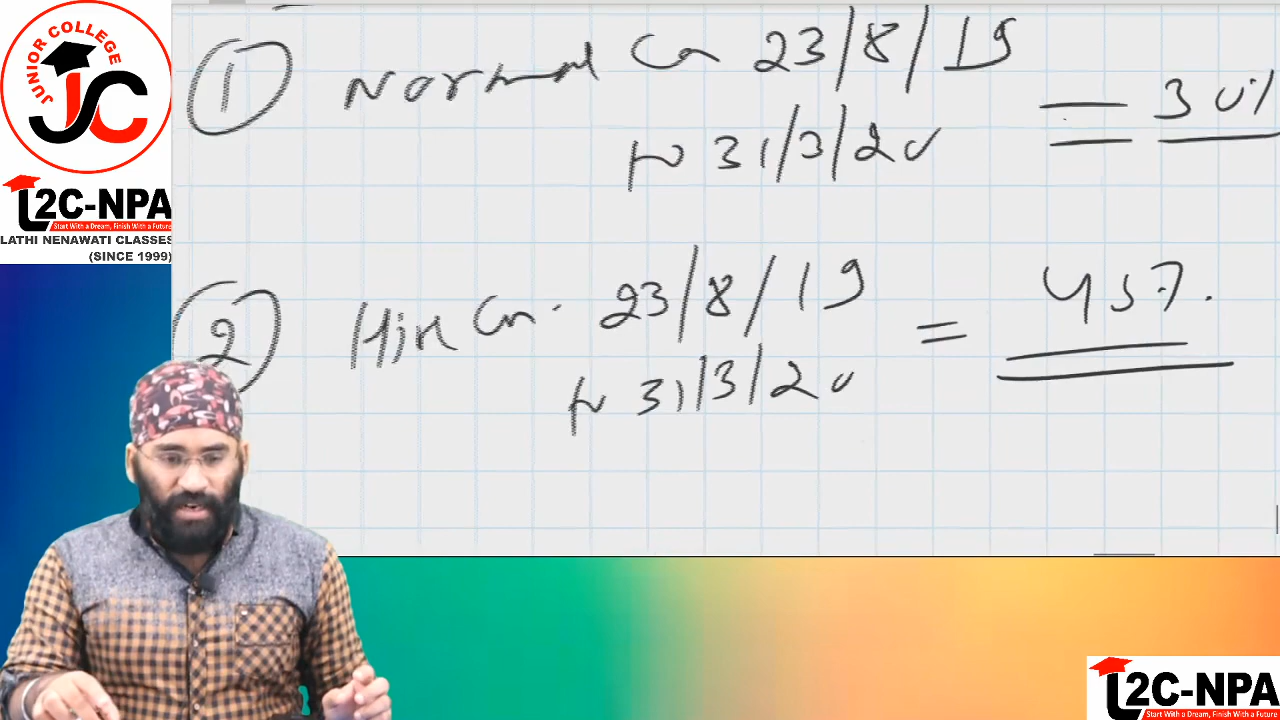 JUNIOR COLLEGE
JC
L2C-NPA
Start With a Dream, Finish With a Future
LATHI NENAWATI CLASSES
(SINCE 1999)
1 Normal Car 23/8/19
to 31/3/20 = 30%
2 Hire Car 23/8/19
to 31/3/20 = 45%
L2C-NPA
Start With a Dream, Finish With a Future